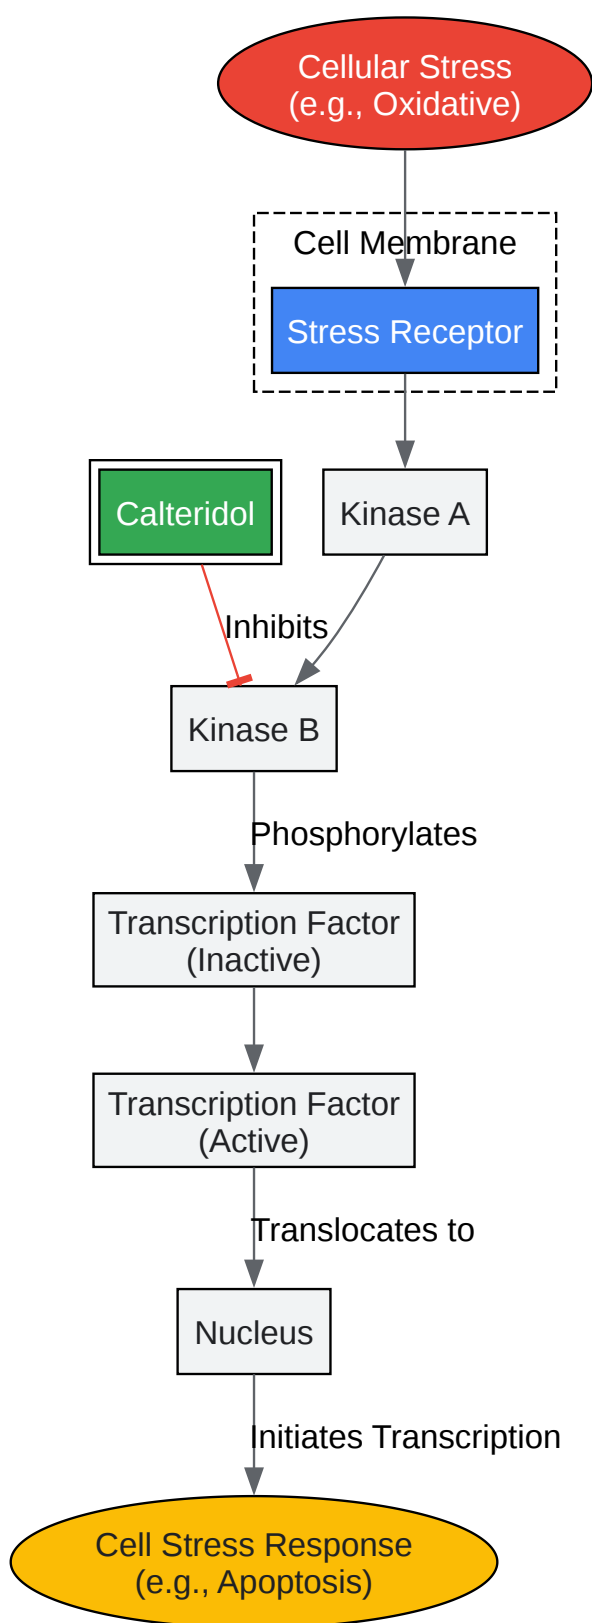 Cellular Stress
(e.g., Oxidative)
Cell Membrane
Stress Receptor
Calteridol
Kinase A
Inhibits
Kinase B
Phosphorylates
Transcription Factor
(Inactive)
Transcription Factor
(Active)
Translocates to
Nucleus
Initiates Transcription
Cell Stress Response
(e.g., Apoptosis)